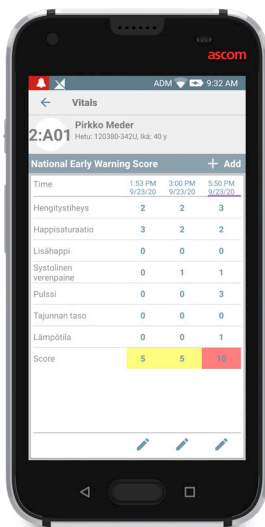 ascom
ADM 9:32 AM
Vitals
2:A01 Pirkko Meder
Hetu: 120380-342U, Ikä: 40 y
National Early Warning Score + Add
Time 1:53 PM 9/23/20 3:00 PM 9/23/20 5:50 PM 9/23/20
Hengitystiheys 2 2 3
Happisaturaatio 3 2 2
Lisähappi 0 0 0
Systolinen verenpaine 0 1 1
Pulssi 0 0 3
Tajunnan taso 0 0 0
Lämpötila 0 0 1
Score 5 5 10